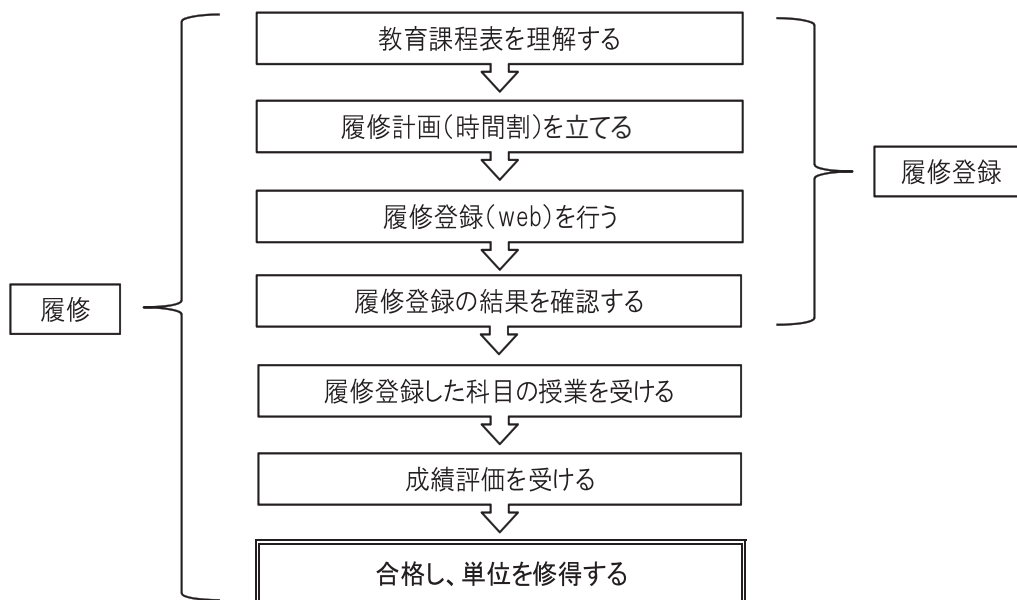 教育課程表を理解する
履修計画(時間割)を立てる
履修登録
履修登録(web)を行う
履修
履修登録の結果を確認する
履修登録した科目の授業を受ける
成績評価を受ける
合格し、単位を修得する